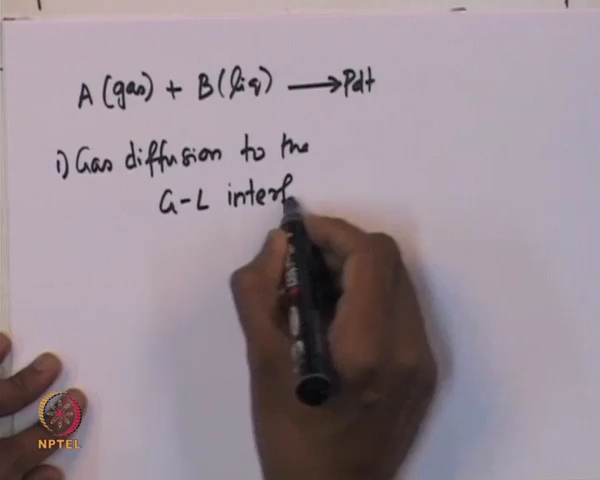 A (gas) + B (liq) ⟶ Pdt
i) Gas diffusion to the
G-L interf
NPTEL